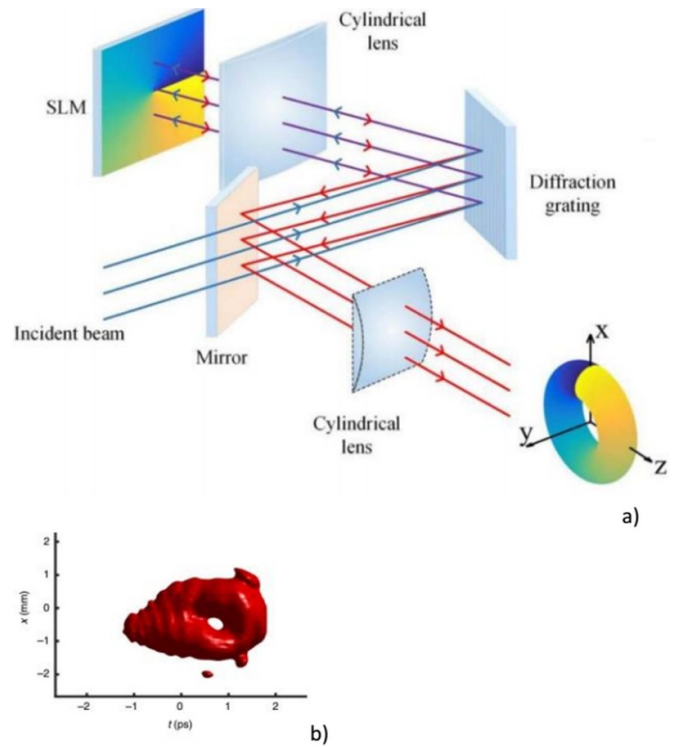 Cylindrical
lens
SLM
Diffraction
grating
Incident beam
Mirror
Cylindrical
lens
x
y
z
a)
2
1
0
−1
−2
x (mm)
−2 −1 0 1 2
t (ps)
b)